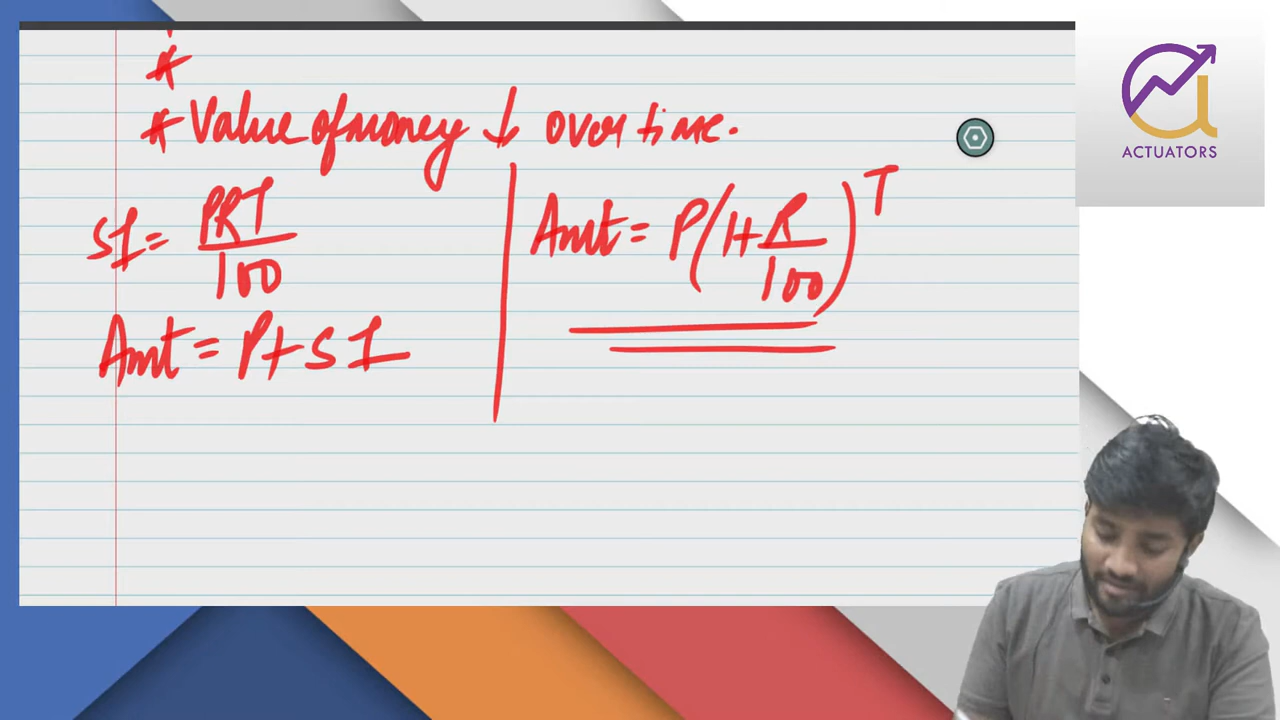 * 
* Value of money ↓ over time.
SI = PRT/100
Amt = P+SI
Amt = P(1+R/100)^T
ACTUATORS